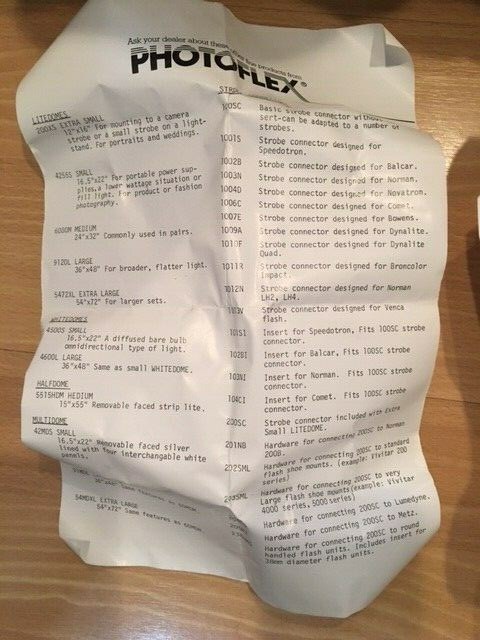 Ask your dealer about these other fine products from
PHOTOFLEX®
LITEDOMES
200XS EXTRA SMALL
12"x16" For mounting to a camera
strobe or a small strobe on a light-
stand. For portraits and weddings.
425SS SMALL
16.5"x22" For portable power sup-
plies, a lower wattage situation or
fill light. For product or fashion
photography.
6080M MEDIUM
24"x32" Commonly used in pairs.
9120L LARGE
36"x48" For broader, flatter light.
5472XL EXTRA LARGE
54"x72" For larger sets.
WHITEDOMES
4500S SMALL
16.5"x22" A diffused bare bulb
omnidirectional type of light.
4600L LARGE
36"x48" Same as small WHITEDOME.
HALFDOME
5515HDM MEDIUM
15"x55" Removable faced strip lite.
MULTIDOME
42MDS SMALL
16.5"x22" Removable faced silver
lined with four interchangable white
panels.
36"x48" Same features as
54MDXL EXTRA LARGE
54"x72" Same features as
100SC Basic strobe connector without
sert-can be adapted to a number of
strobes.
1001S Strobe connector designed for
Speedotron.
1002B Strobe connector designed for Balcar.
1003N Strobe connector designed for Norman.
1004D Strobe connector designed for Novatron.
1006C Strobe connector designed for Comet.
1007E Strobe connector designed for Bowens.
1009A Strobe connector designed for Dynalite.
1010F Strobe connector designed for Dynalite
Quad.
1011R Strobe connector designed for Broncolor
Impact.
1012N Strobe connector designed for Norman
LH2, LH4.
Strobe connector designed for Venca
flash.
101SI Insert for Speedotron, Fits 100SC strobe
connector.
102BI Insert for Balcar, Fits 100SC strobe
connector.
103NI Insert for Norman. Fits 100SC strobe
connector.
104CI Insert for Comet. Fits 100SC strobe
connector.
200SC Strobe connector included with Extra
Small LITEDOME.
201NB Hardware for connecting 200SC to Norman
200B.
202SML Hardware for connecting 200SC to standard
flash shoe mounts. (example: Vivitar 200
series)
Hardware for connecting 200SC to very
Large flash shoe mounts(example: Vivitar
4000 series, 5000 series)
Hardware for connecting 200SC to Lumedyne.
Hardware for connecting 200SC to Metz.
Hardware for connecting 200SC to round
handled flash units. Includes insert for
38mm diameter flash units.